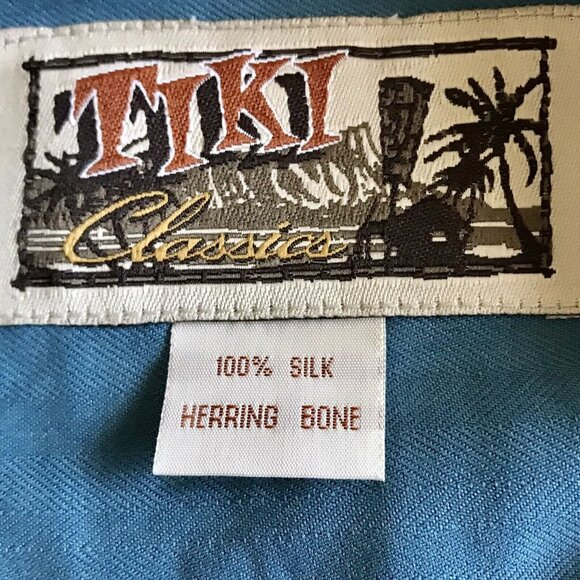 TIKI
Classics
100% SILK
HERRING BONE